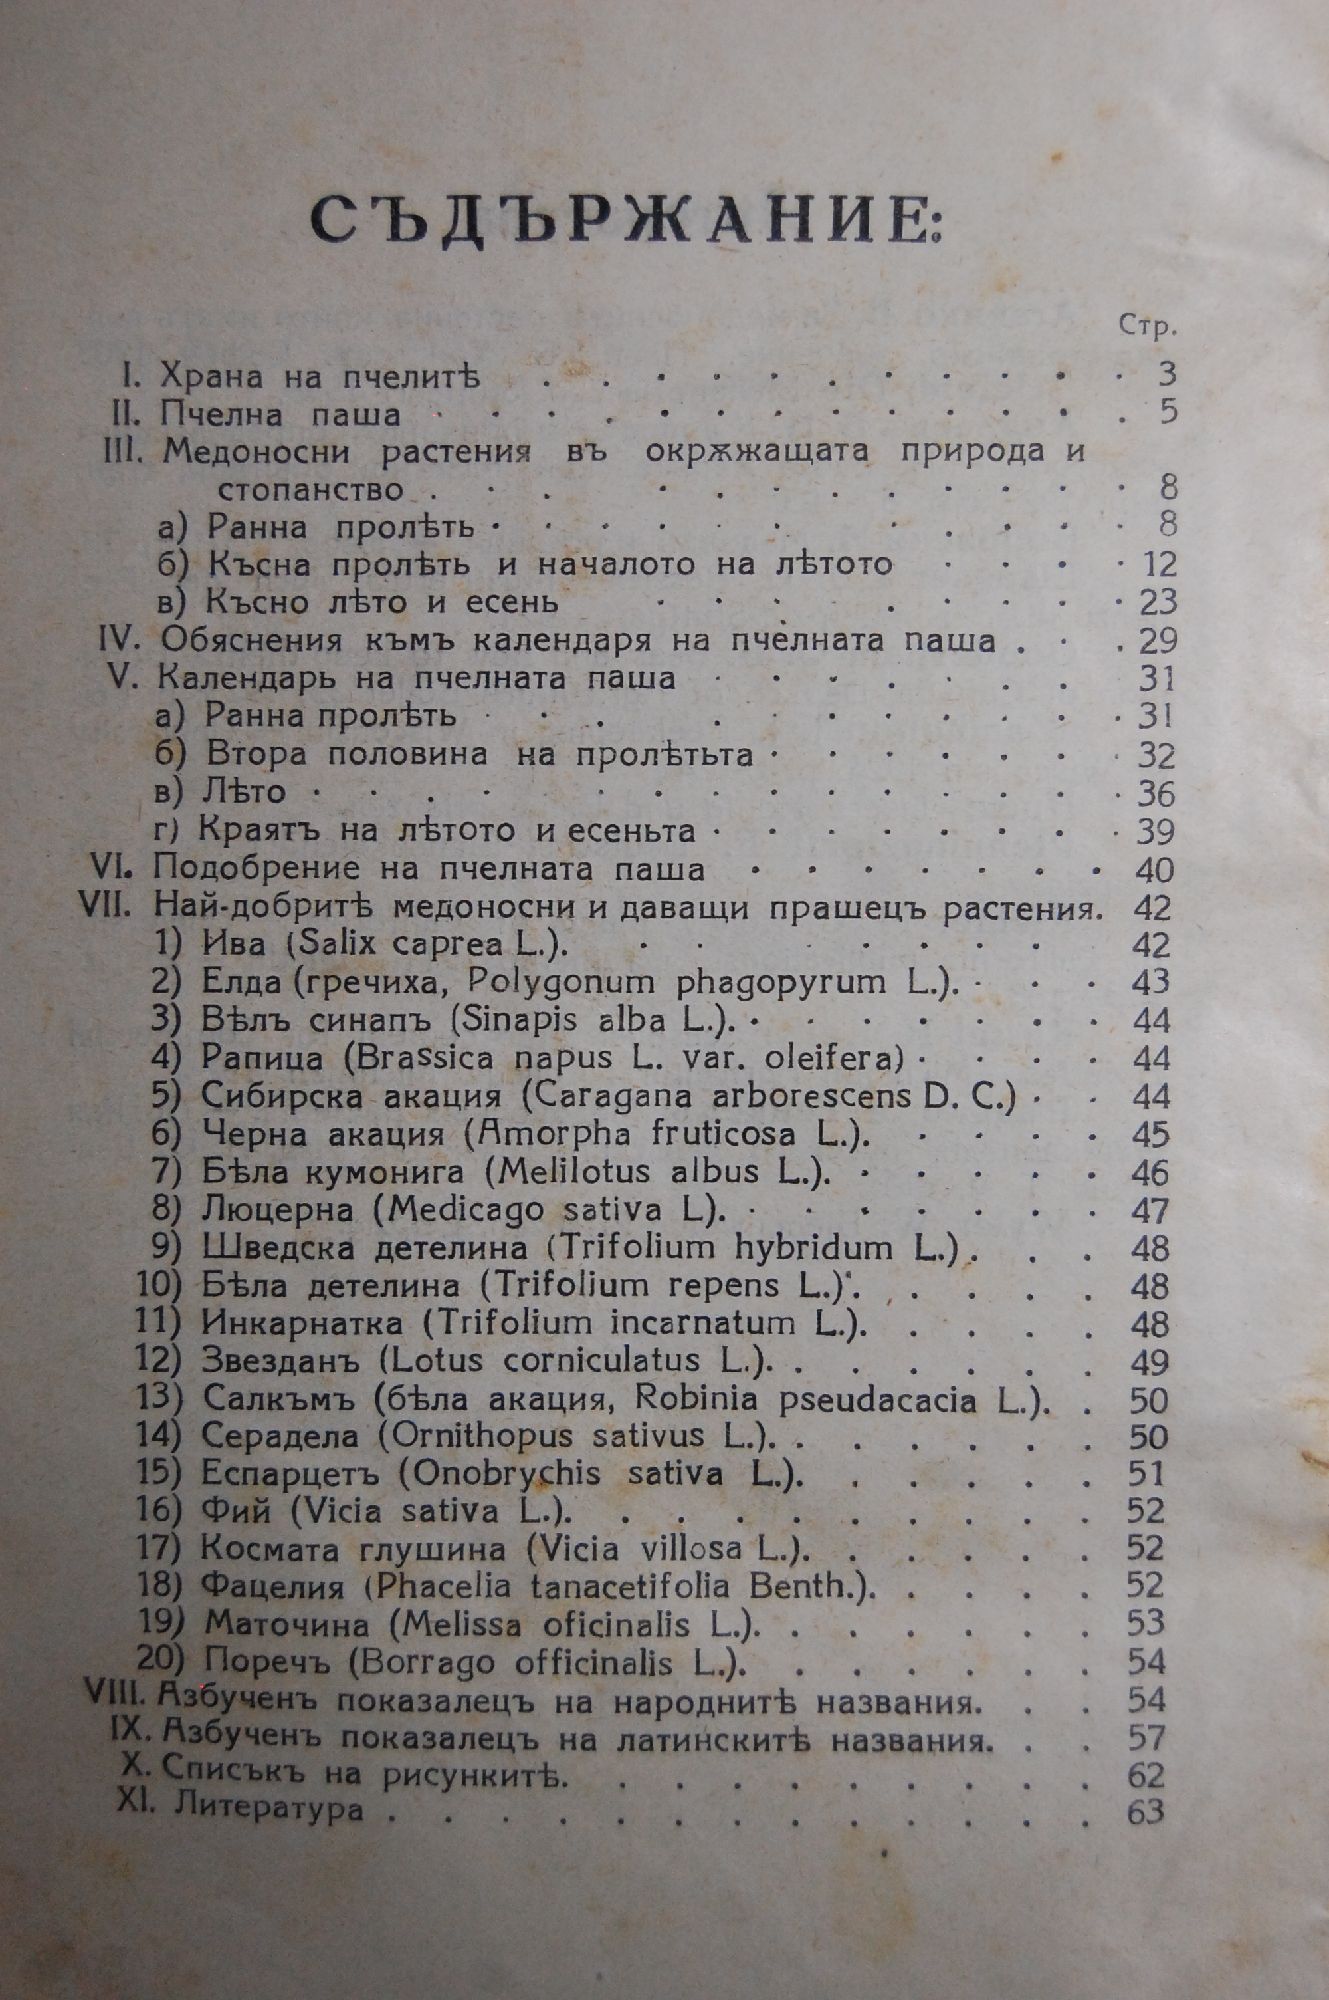 СЪДЪРЖАНИЕ:
Стр.
I. Храна на пчелитѣ . . . . . . . . . . . 3
II. Пчелна паша . . . . . . . . . . . . . 5
III. Медоносни растения въ окрѫжащата природа и
стопанство . . . . . . . . . . . . 8
а) Ранна пролѣть . . . . . . . . . . 8
б) Късна пролѣть и началото на лѣтото . . . . 12
в) Късно лѣто и есень . . . . . . . . 23
IV. Обяснения къмъ календаря на пчелната паша . . . 29
V. Календарь на пчелната паша . . . . . . . 31
а) Ранна пролѣть . . . . . . . . . . . 31
б) Втора половина на пролѣтьта . . . . . . . 32
в) Лѣто . . . . . . . . . . . . . . 36
г) Краятъ на лѣтото и есеньта . . . . . . . . 39
VI. Подобрение на пчелната паша . . . . . . . 40
VII. Най-добритѣ медоносни и даващи прашецъ растения. 42
1) Ива (Salix caprea L.). . . . . . . . 42
2) Елда (гречиха, Polygonum phagopyrum L.). . . . 43
3) Вѣлъ синапъ (Sinapis alba L.). . . . . . . . 44
4) Рапица (Brassica napus L. var. oleifera) . . . . 44
5) Сибирска акация (Caragana arborescens D. C.) . . 44
6) Черна акация (Amorpha fruticosa L.). . . . . 45
7) Бѣла кумонига (Melilotus albus L.). . . . . . 46
8) Люцерна (Medicago sativa L). . . . . . . . 47
9) Шведска детелина (Trifolium hybridum L.) . . . 48
10) Бѣла детелина (Trifolium repens L.). . . . . . 48
11) Инкарнатка (Trifolium incarnatum L.). . . . . 48
12) Звезданъ (Lotus corniculatus L.). . . . . . . 49
13) Салкъмъ (бѣла акация, Robinia pseudacacia L.). . 50
14) Серадела (Ornithopus sativus L.). . . . . . . 50
15) Еспарцетъ (Onobrychis sativa L.). . . . . . 51
16) Фий (Vicia sativa L.). . . . . . . . . . 52
17) Космата глушина (Vicia villosa L.). . . . . . 52
18) Фацелия (Phacelia tanacetifolia Benth.). . . . . 52
19) Маточина (Melissa oficinalis L.). . . . . . . 53
20) Поречъ (Borrago officinalis L.). . . . . . . 54
VIII. Азбученъ показалецъ на народнитѣ названия. . . 54
IX. Азбученъ показалецъ на латинскитѣ названия. . . 57
X. Списъкъ на рисункитѣ. . . . . . . . . . 62
XI. Литература . . . . . . . . . . . . . 63